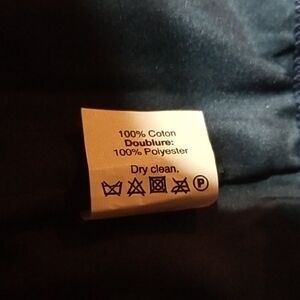 100% Coton
Doublure:
100% Polyester
Dry clean.
P